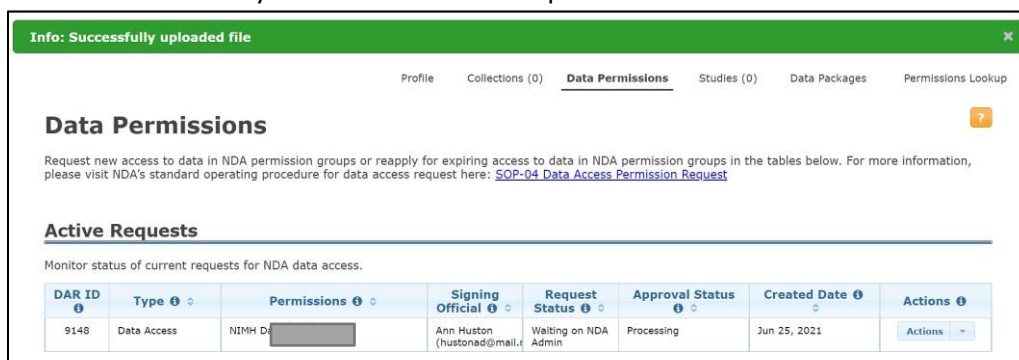 Info: Successfully uploaded file
Profile Collections (0) Data Permissions Studies (0) Data Packages Permissions Lookup
Data Permissions
?
Request new access to data in NDA permission groups or reapply for expiring access to data in NDA permission groups in the tables below. For more information,
please visit NDA's standard operating procedure for data access request here: SOP-04 Data Access Permission Request
Active Requests
Monitor status of current requests for NDA data access.
DAR ID Type Permissions Signing Official Request Status Approval Status Created Date Actions
9148 Data Access NIMH Ann Huston Waiting on NDA Processing Jun 25, 2021 Actions
(hustonad@mail.r Admin